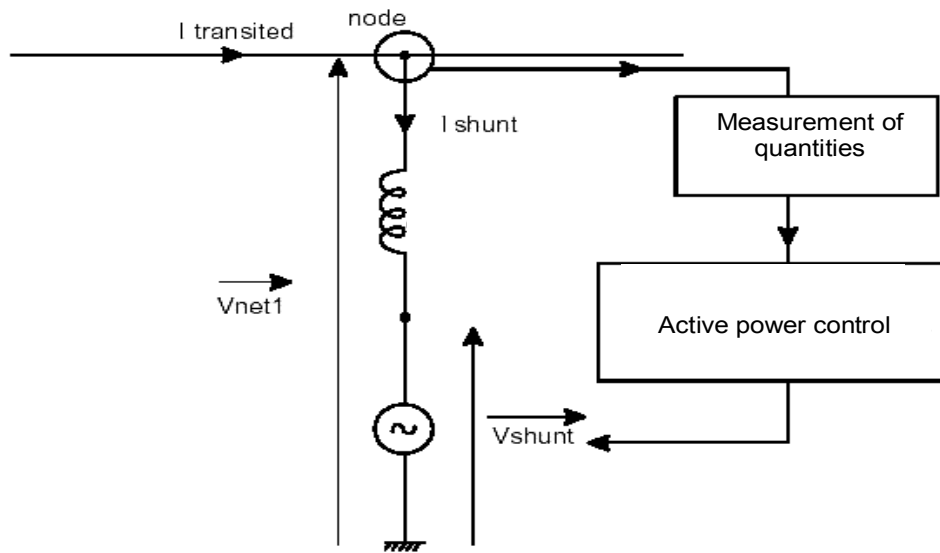 node
I transited
I shunt
Measurement of
quantities
Vnet1
Active power control
Vshunt